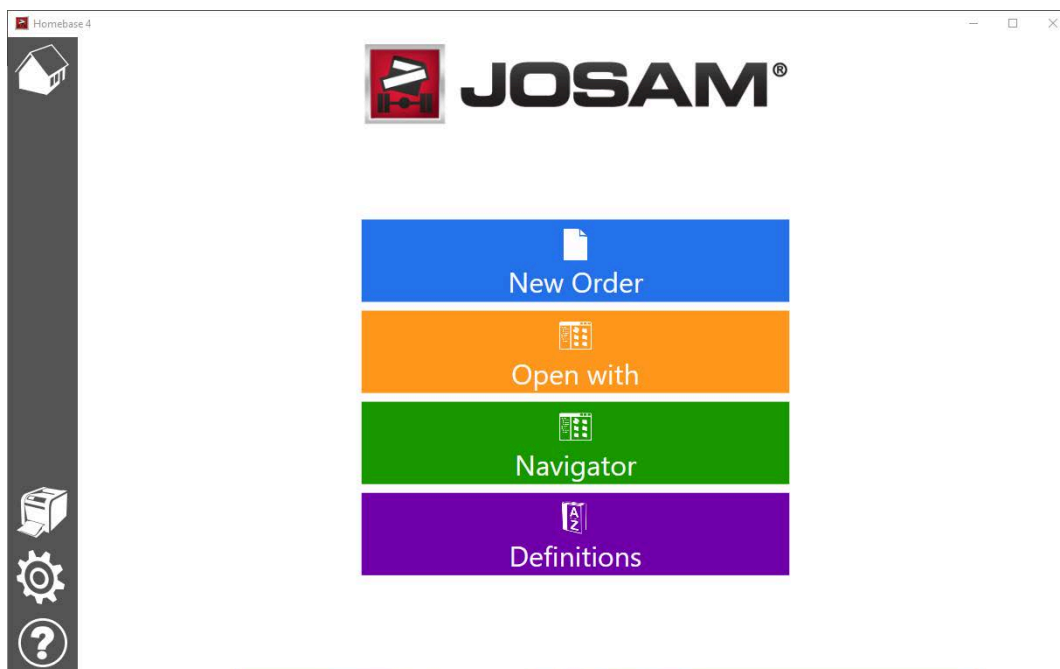 Homebase 4
JOSAM®
New Order
Open with
Navigator
A
Z
Definitions
?